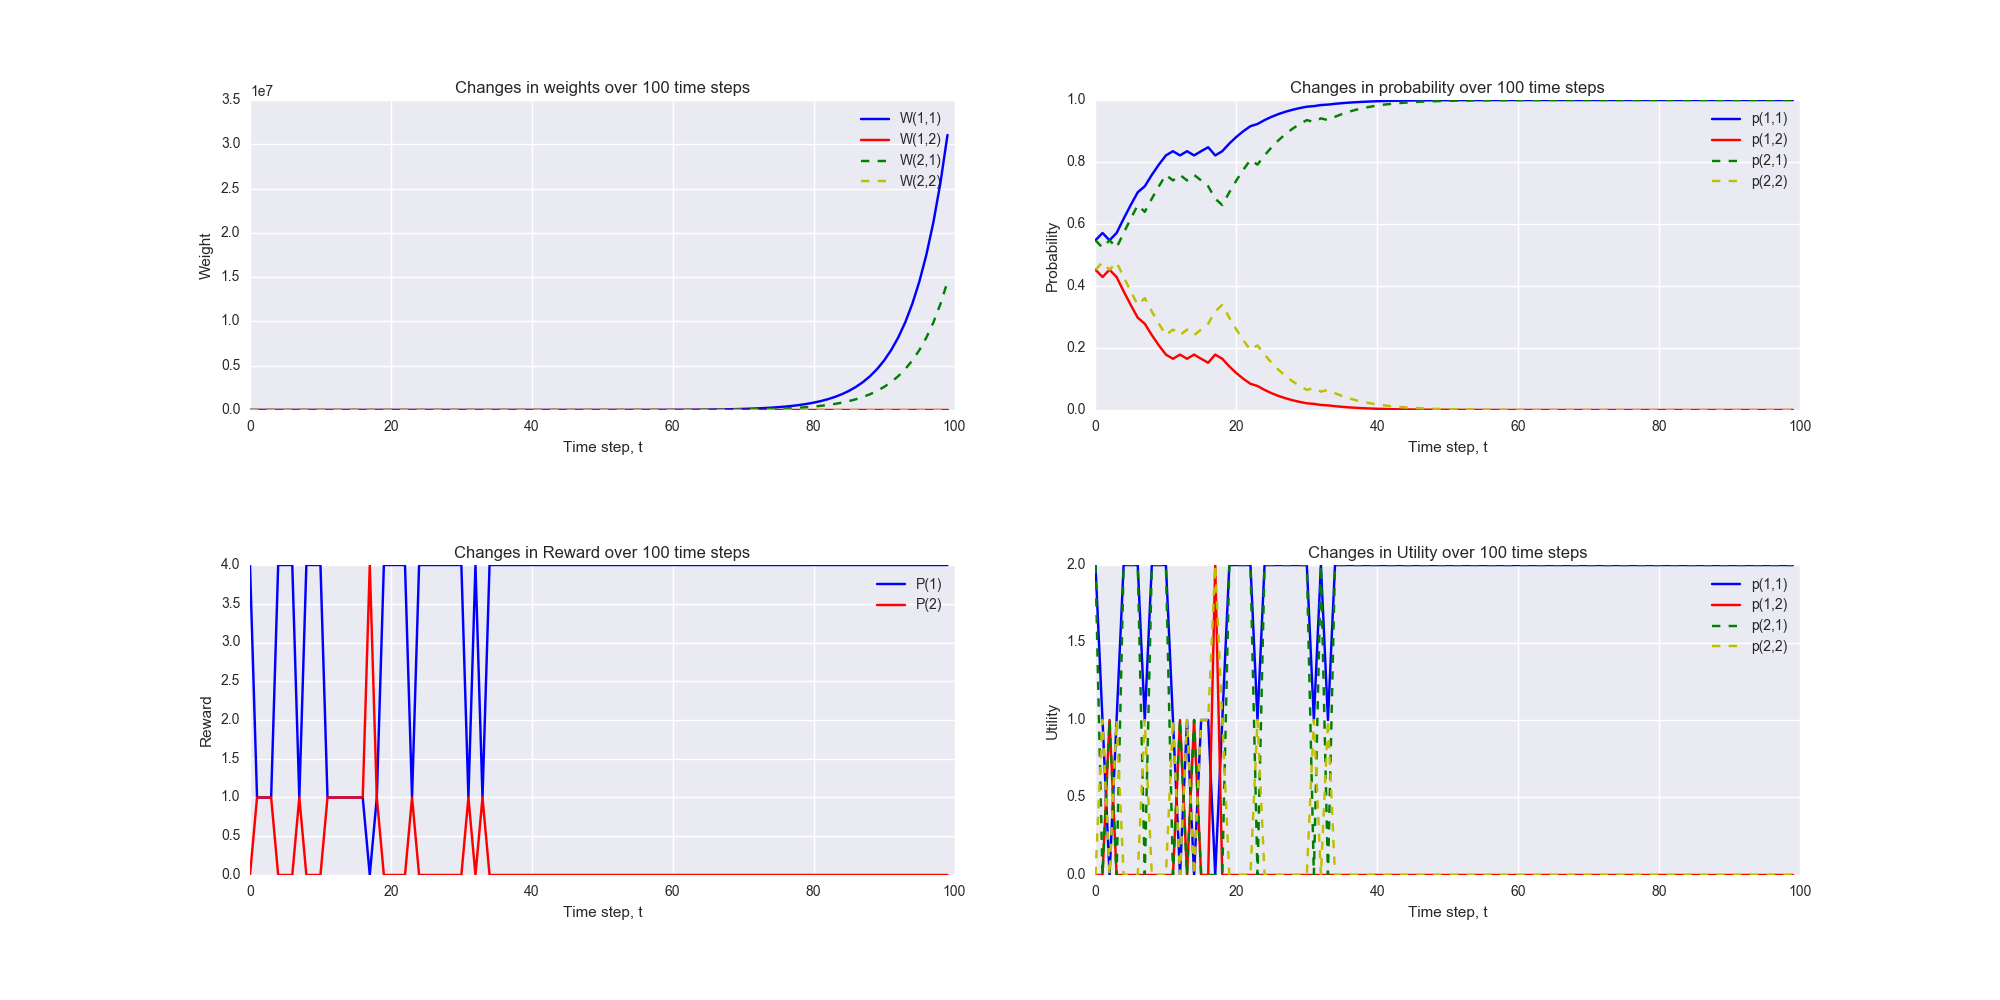 Changes in weights over 100 time steps
1e7
3.5
3.0
2.5
2.0
1.5
1.0
0.5
0.0
Weight
0 20 40 60 80 100
Time step, t
W(1,1)
W(1,2)
W(2,1)
W(2,2)
Changes in probability over 100 time steps
1.0
0.8
0.6
0.4
0.2
0.0
Probability
0 20 40 60 80 100
Time step, t
p(1,1)
p(1,2)
p(2,1)
p(2,2)
Changes in Reward over 100 time steps
4.0
3.5
3.0
2.5
2.0
1.5
1.0
0.5
0.0
Reward
0 20 40 60 80 100
Time step, t
P(1)
P(2)
Changes in Utility over 100 time steps
2.0
1.5
1.0
0.5
0.0
Utility
0 20 40 60 80 100
Time step, t
p(1,1)
p(1,2)
p(2,1)
p(2,2)